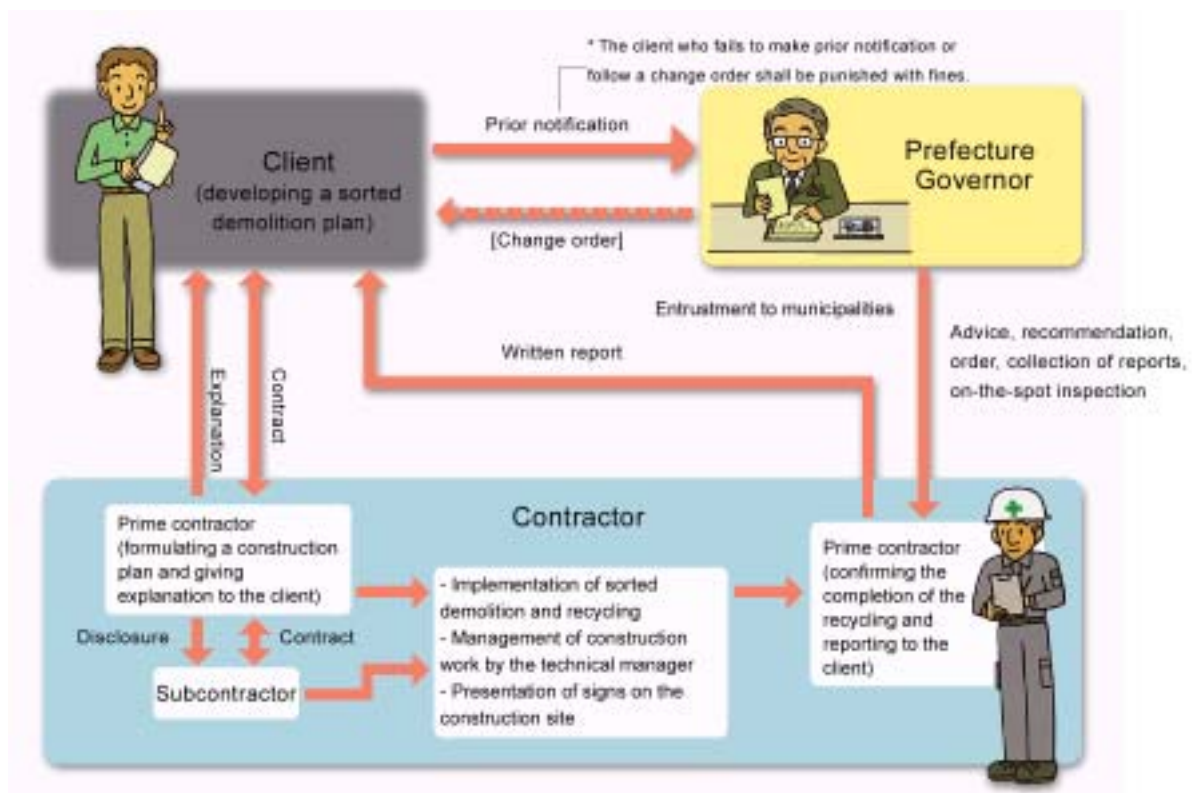 * The client who fails to make prior notification or
follow a change order shall be punished with fines.
Client
(developing a sorted
demolition plan)
Prior notification
[Change order]
Prefecture
Governor
Entrustment to municipalities
Advice, recommendation,
order, collection of reports,
on-the-spot inspection
Written report
Explanation
Contract
Contractor
Prime contractor
(formulating a construction
plan and giving
explanation to the client)
Disclosure
Contract
Subcontractor
- Implementation of sorted
demolition and recycling
- Management of construction
work by the technical manager
- Presentation of signs on the
construction site
Prime contractor
(confirming the
completion of the
recycling and
reporting to the
client)